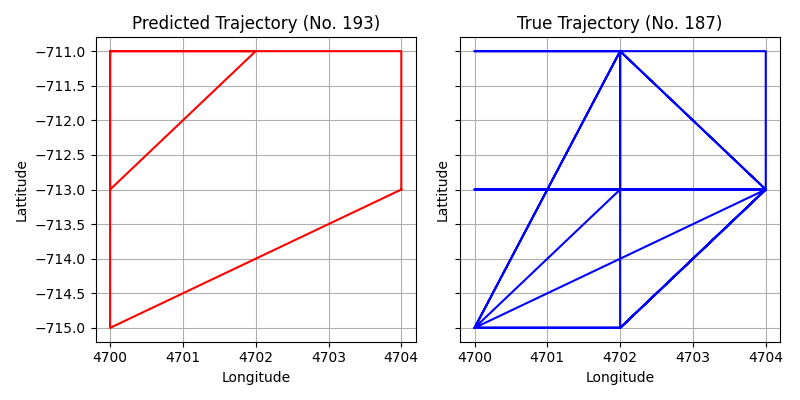 Predicted Trajectory (No. 193)
True Trajectory (No. 187)
Lattitude
−711.0
−711.5
−712.0
−712.5
−713.0
−713.5
−714.0
−714.5
−715.0
4700 4701 4702 4703 4704
Longitude
Lattitude
4700 4701 4702 4703 4704
Longitude